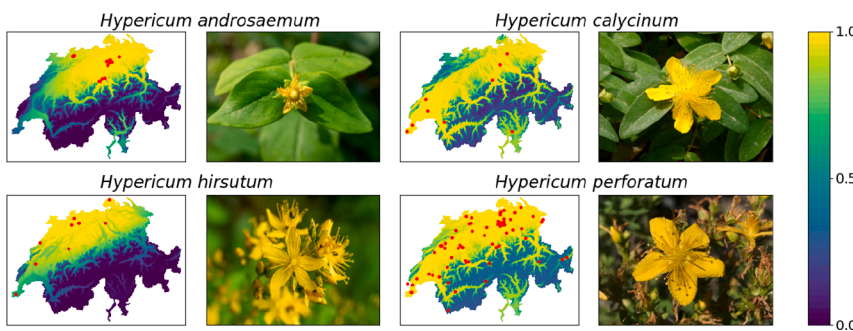 Hypericum androsaemum
Hypericum calycinum
1.0
Hypericum hirsutum
Hypericum perforatum
0.5
0.0